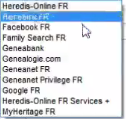 Heredis-Online FR
Aerebiru FR
Facebook FR
Family Search FR
Geneabank
Genealogie.com
Geneanet FR
Geneanet Privilege FR
Google FR
Heredis-Online FR Services +
MyHeritage FR